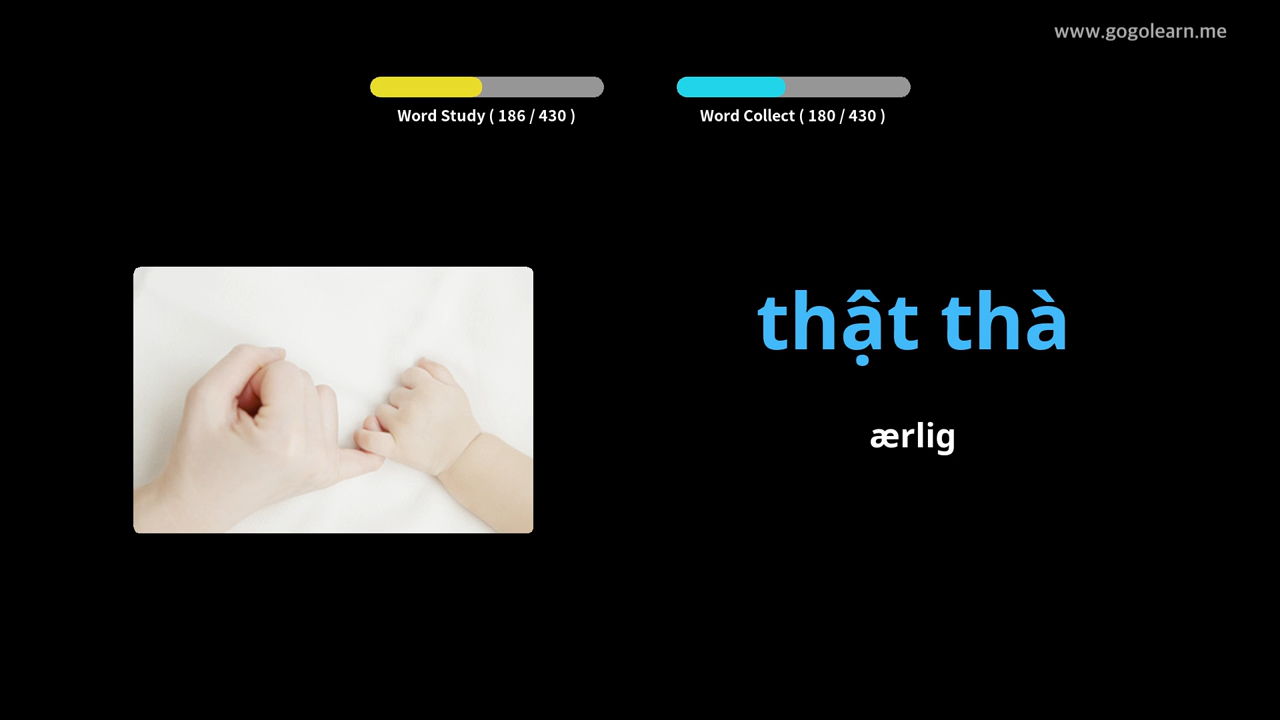 www.gogolearn.me
Word Study ( 186 / 430 )
Word Collect ( 180 / 430 )
thật thà
ærlig